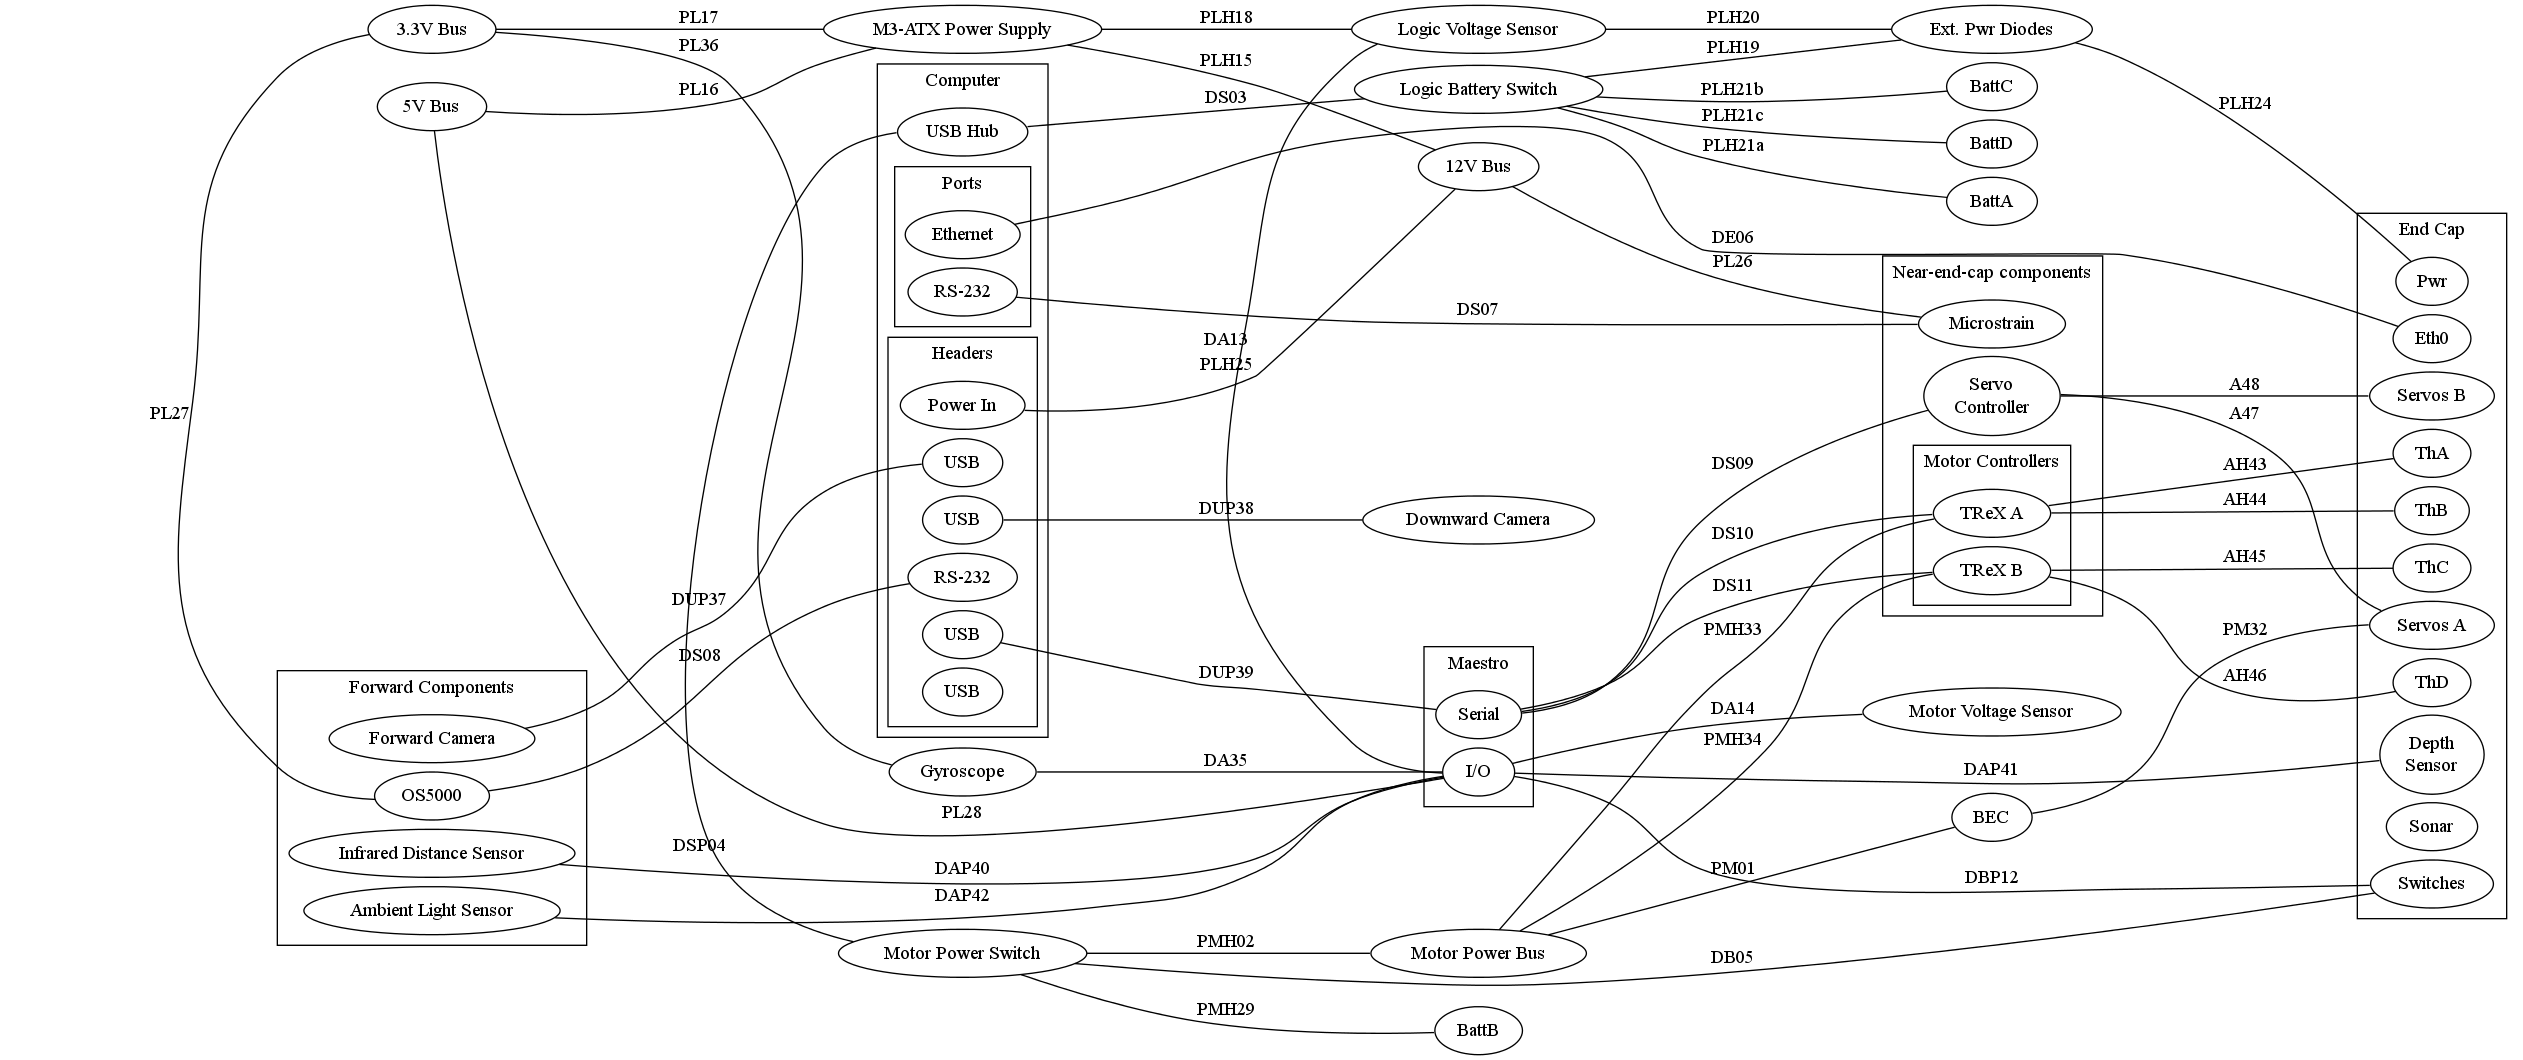 3.3V Bus
PL17
M3-ATX Power Supply
PLH18
Logic Voltage Sensor
PLH20
Ext. Pwr Diodes
PL36
PLH15
PLH19
5V Bus
PL16
Computer
USB Hub
DS03
Logic Battery Switch
PLH21b
BattC
PLH21c
BattD
PLH21a
BattA
PLH24
12V Bus
Ports
Ethernet
RS-232
DE06
PL26
DS07
End Cap
Pwr
Eth0
Servos B
ThA
ThB
ThC
Servos A
ThD
Depth
Sensor
Sonar
Switches
Near-end-cap components
Microstrain
Servo
Controller
Motor Controllers
TReX A
TReX B
A48
A47
AH43
AH44
AH45
PM32
AH46
Headers
Power In
USB
USB
RS-232
USB
USB
DA13
PLH25
PL27
DUP38
Downward Camera
DS09
DS10
DS11
PMH33
DUP37
DS08
DUP39
Maestro
Serial
I/O
DA14
Motor Voltage Sensor
PMH34
DAP41
BEC
Forward Components
Forward Camera
OS5000
Infrared Distance Sensor
Ambient Light Sensor
Gyroscope
DA35
PL28
DSP04
DAP40
DAP42
PM01
DBP12
Motor Power Switch
PMH02
Motor Power Bus
DB05
PMH29
BattB